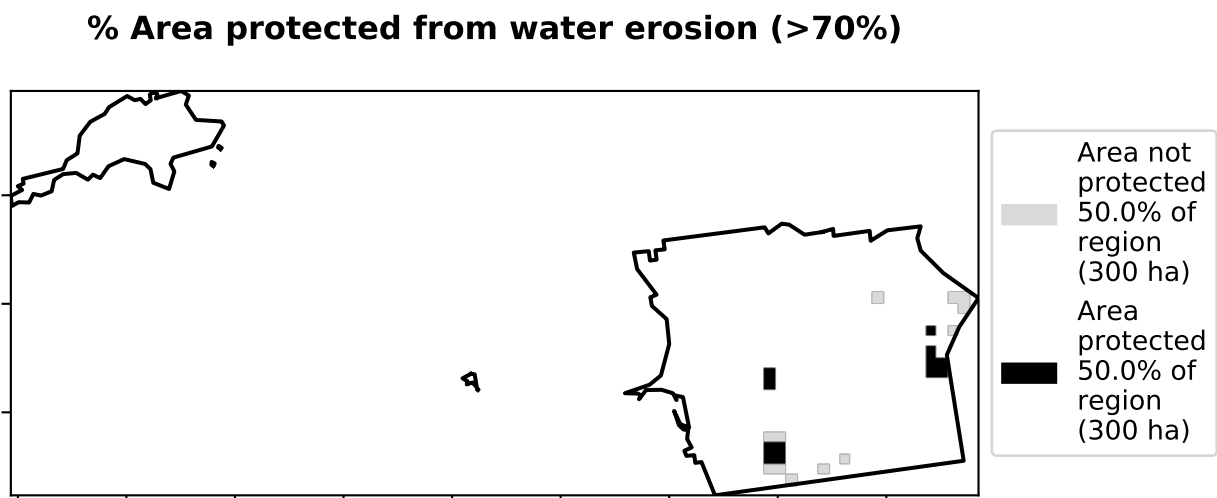 % Area protected from water erosion (>70%)
Area not
protected
50.0% of
region
(300 ha)
Area
protected
50.0% of
region
(300 ha)